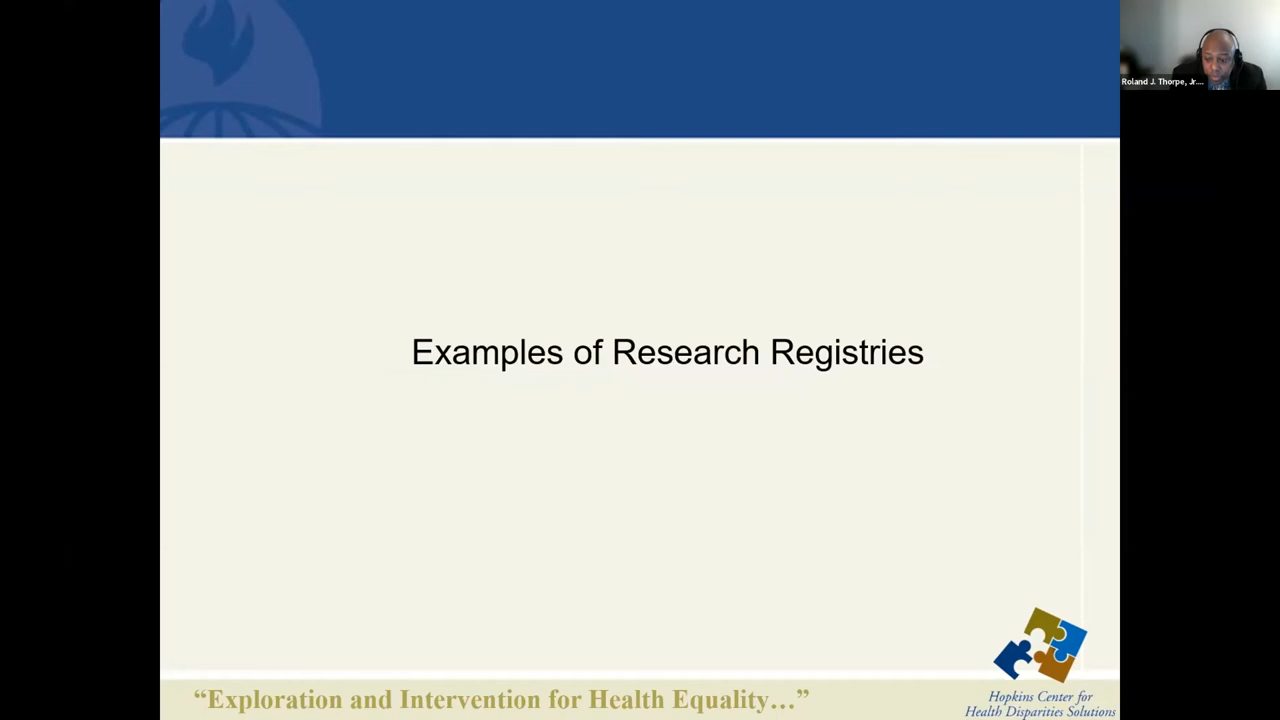 Roland J. Thorpe, Jr....
Examples of Research Registries
“Exploration and Intervention for Health Equality...”
Hopkins Center for
Health Disparities Solutions